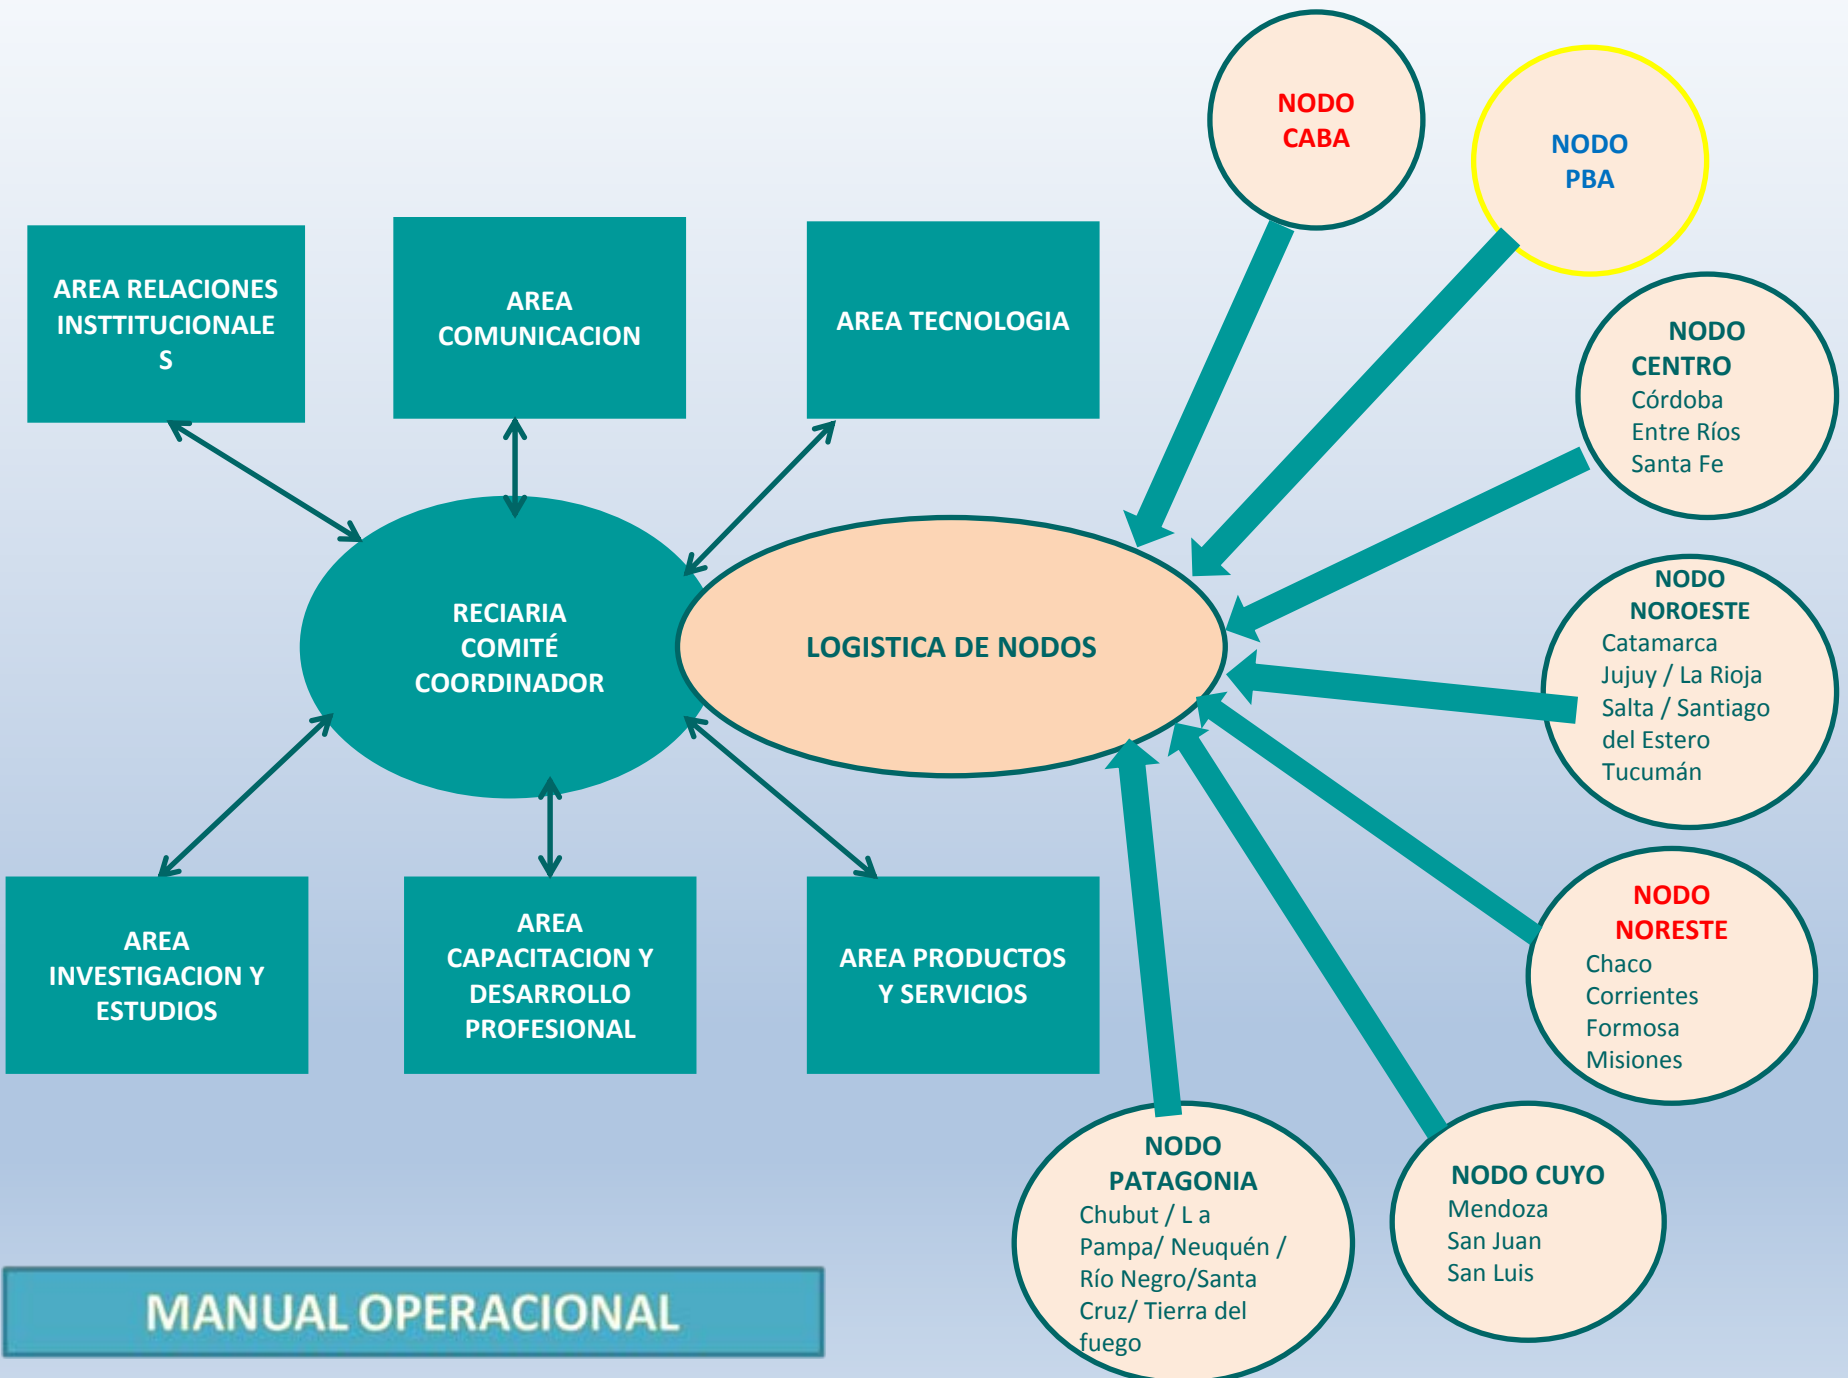 NODO
CABA
NODO
PBA
AREA RELACIONES
INSTTITUCIONALE
S
AREA
COMUNICACION
AREA TECNOLOGIA
NODO
CENTRO
Córdoba
Entre Ríos
Santa Fe
RECIARIA
COMITÉ
COORDINADOR
LOGISTICA DE NODOS
NODO
NOROESTE
Catamarca
Jujuy / La Rioja
Salta / Santiago
del Estero
Tucumán
AREA
INVESTIGACION Y
ESTUDIOS
AREA
CAPACITACION Y
DESARROLLO
PROFESIONAL
AREA PRODUCTOS
Y SERVICIOS
NODO
NORESTE
Chaco
Corrientes
Formosa
Misiones
NODO
PATAGONIA
Chubut / L a
Pampa/ Neuquén /
Río Negro/Santa
Cruz/ Tierra del
fuego
NODO CUYO
Mendoza
San Juan
San Luis
MANUAL OPERACIONAL